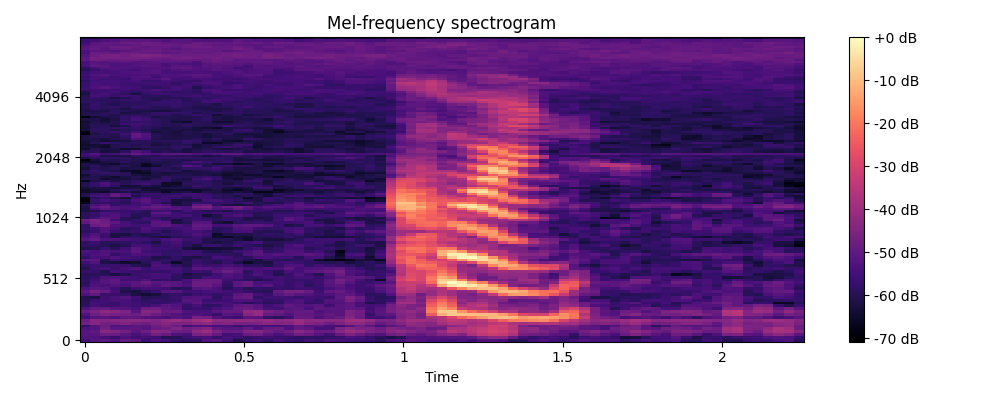 Mel-frequency spectrogram
Hz
4096
2048
1024
512
0
0
0.5
1
1.5
2
Time
+0 dB
-10 dB
-20 dB
-30 dB
-40 dB
-50 dB
-60 dB
-70 dB